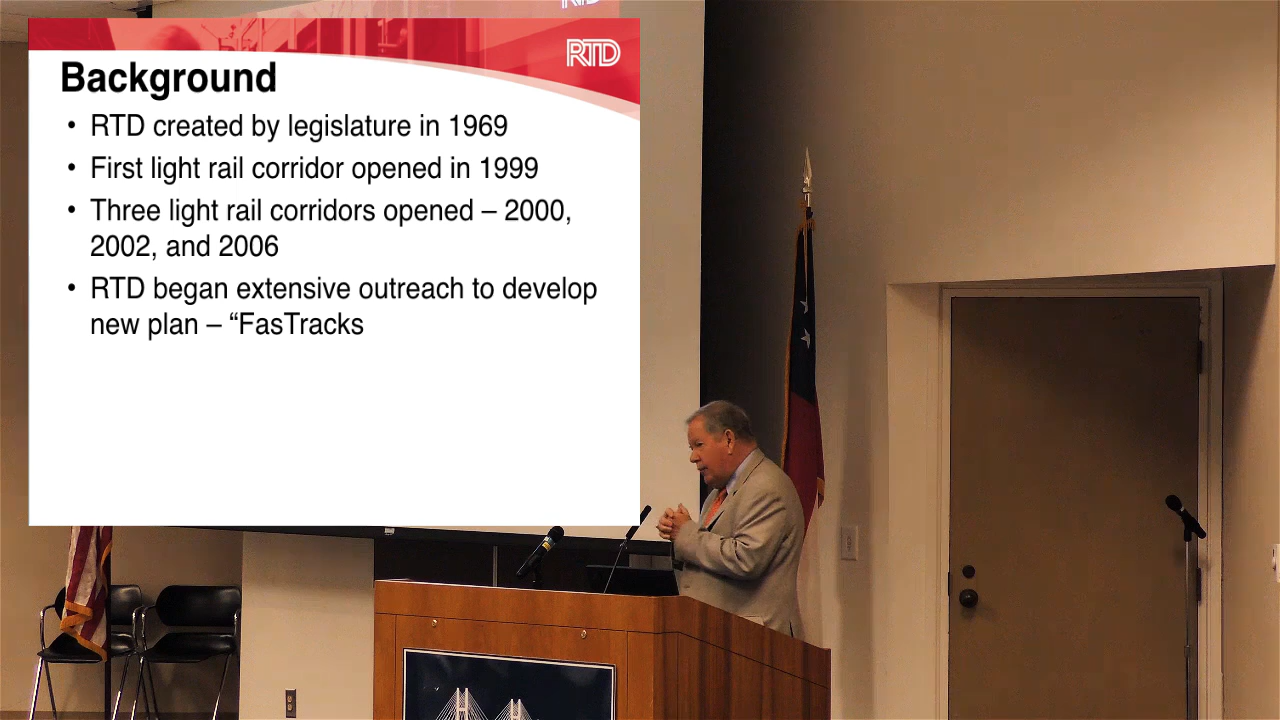 RTD
Background
• RTD created by legislature in 1969
• First light rail corridor opened in 1999
• Three light rail corridors opened – 2000,
2002, and 2006
• RTD began extensive outreach to develop
new plan – “FasTracks